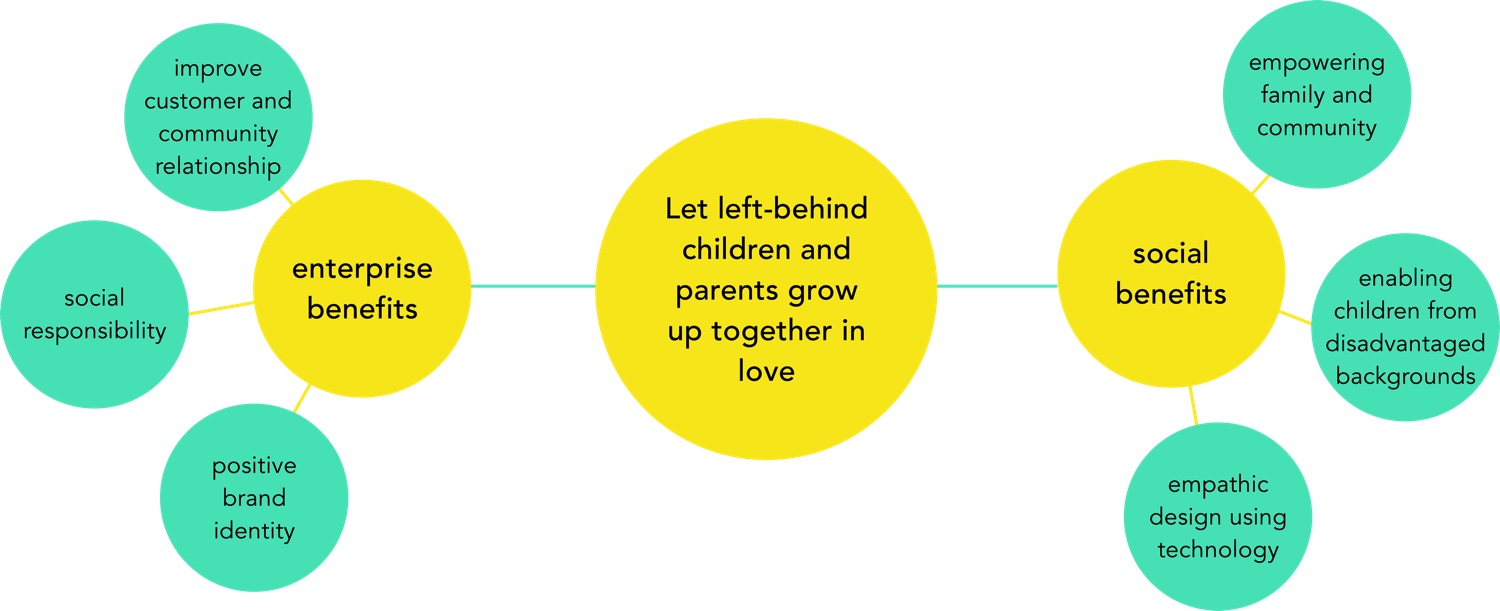 improve
customer and
community
relationship
social
responsibility
positive
brand
identity
enterprise
benefits
Let left-behind
children and
parents grow
up together in
love
social
benefits
empowering
family and
community
enabling
children from
disadvantaged
backgrounds
empathic
design using
technology